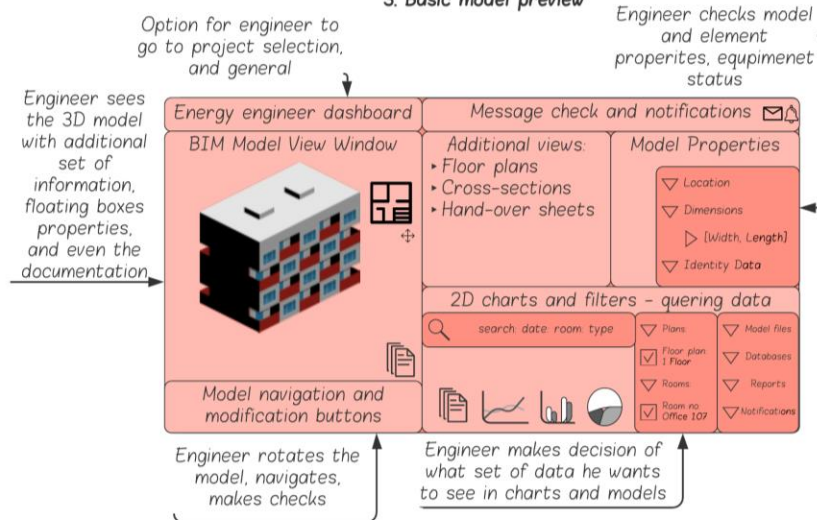 3. Basic model preview
Option for engineer to
go to project selection,
and general
Engineer checks model
and element
properites, equpimenet
status
Engineer sees
the 3D model
with additional
set of
information,
floating boxes
properties,
and even the
documentation
Energy engineer dashboard
Message check and notifications
BIM Model View Window
Additional views:
Floor plans
Cross-sections
Hand-over sheets
Model Properties
Location
Dimensions
[Width, Length]
Identity Data
2D charts and filters - quering data
search: date: room: type
Plans:
Floor plan
1 Floor
Rooms:
Room no:
Office 107
Model files
Databases
Reports
Notifications
Model navigation and
modification buttons
Engineer rotates the
model, navigates,
makes checks
Engineer makes decision of
what set of data he wants
to see in charts and models